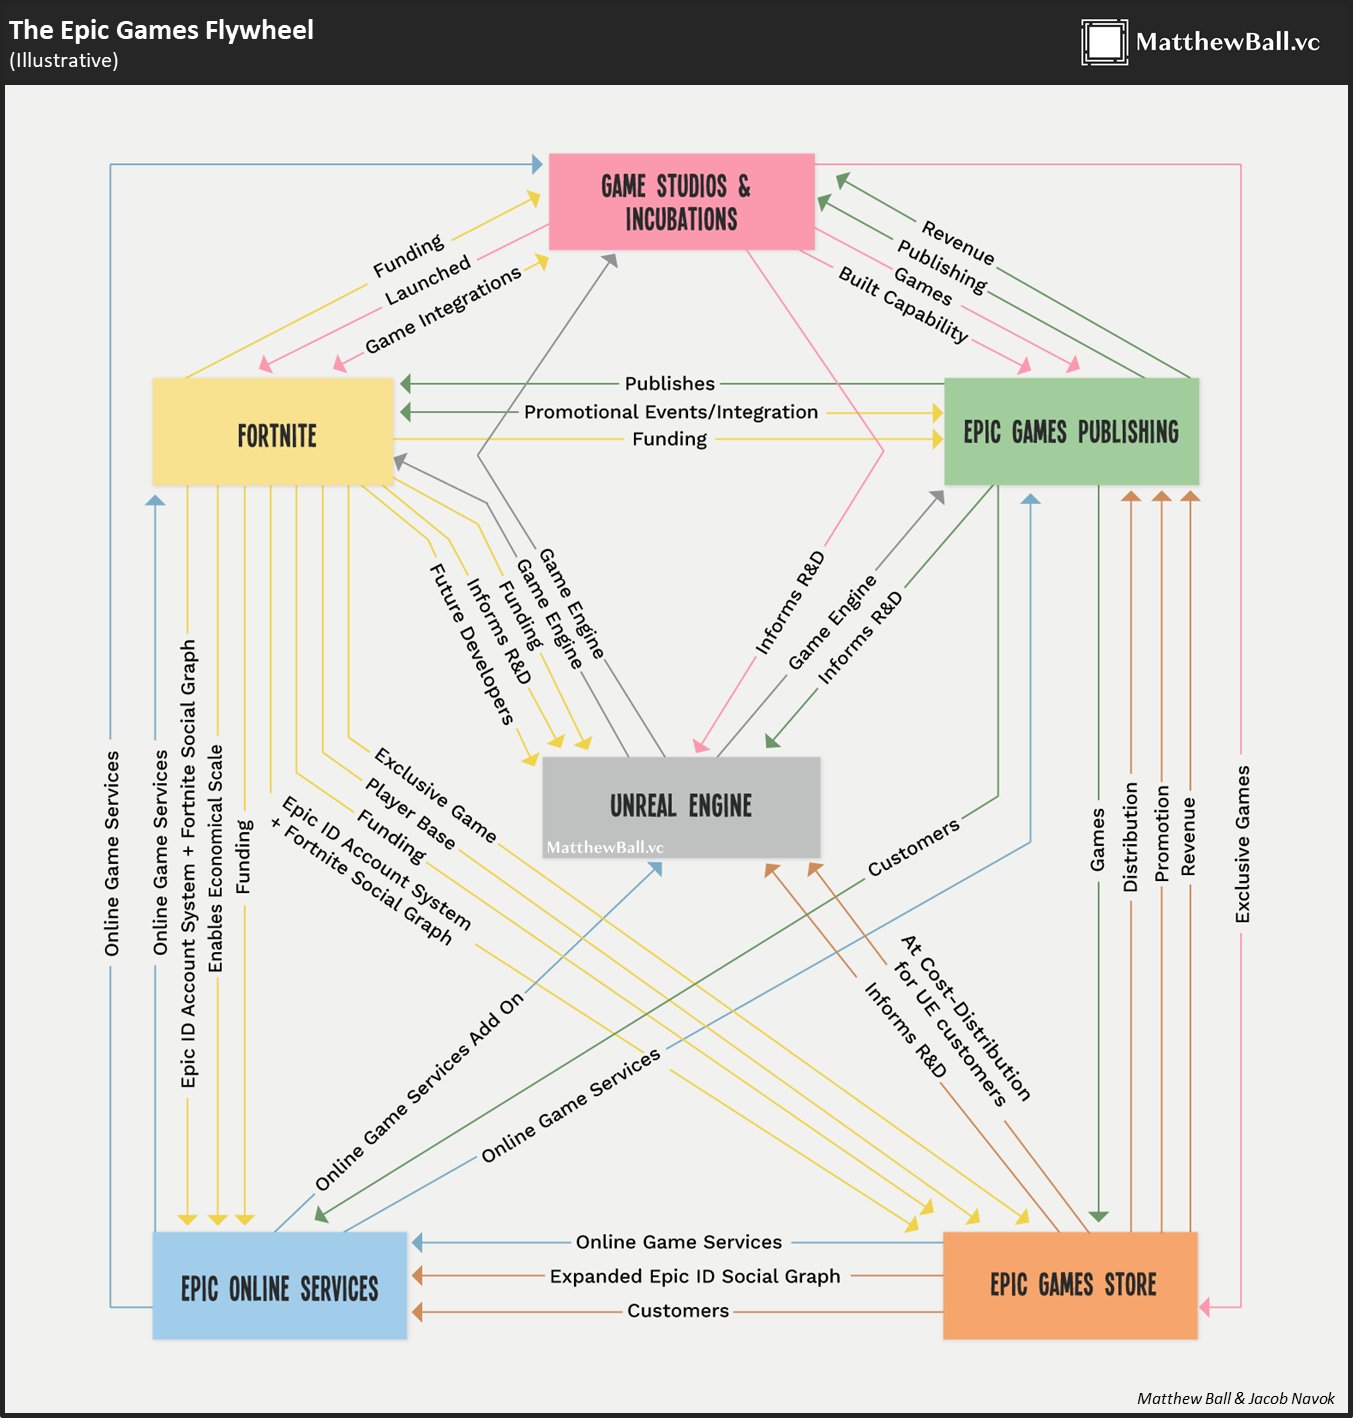 The Epic Games Flywheel
(Illustrative)
MatthewBall.vc
GAME STUDIOS &
INCUBATIONS
Funding
Launched
Game Integrations
Revenue
Publishing
Games
Built Capability
FORTNITE
Publishes
Promotional Events/Integration
Funding
EPIC GAMES PUBLISHING
Future Developers
Informs R&D
Funding
Game Engine
Game Engine
Informs R&D
Game Engine
Informs R&D
UNREAL ENGINE
MatthewBall.vc
Online Game Services
Online Game Services
Epic ID Account System + Fortnite Social Graph
Enables Economical Scale
Funding
Epic ID Account System
+ Fortnite Social Graph
Funding
Player Base
Exclusive Game
Customers
Games
Distribution
Promotion
Revenue
Exclusive Games
Online Game Services Add On
Online Game Services
At Cost-Distribution
for UE customers
Informs R&D
EPIC ONLINE SERVICES
Online Game Services
Expanded Epic ID Social Graph
Customers
EPIC GAMES STORE
Matthew Ball & Jacob Navok